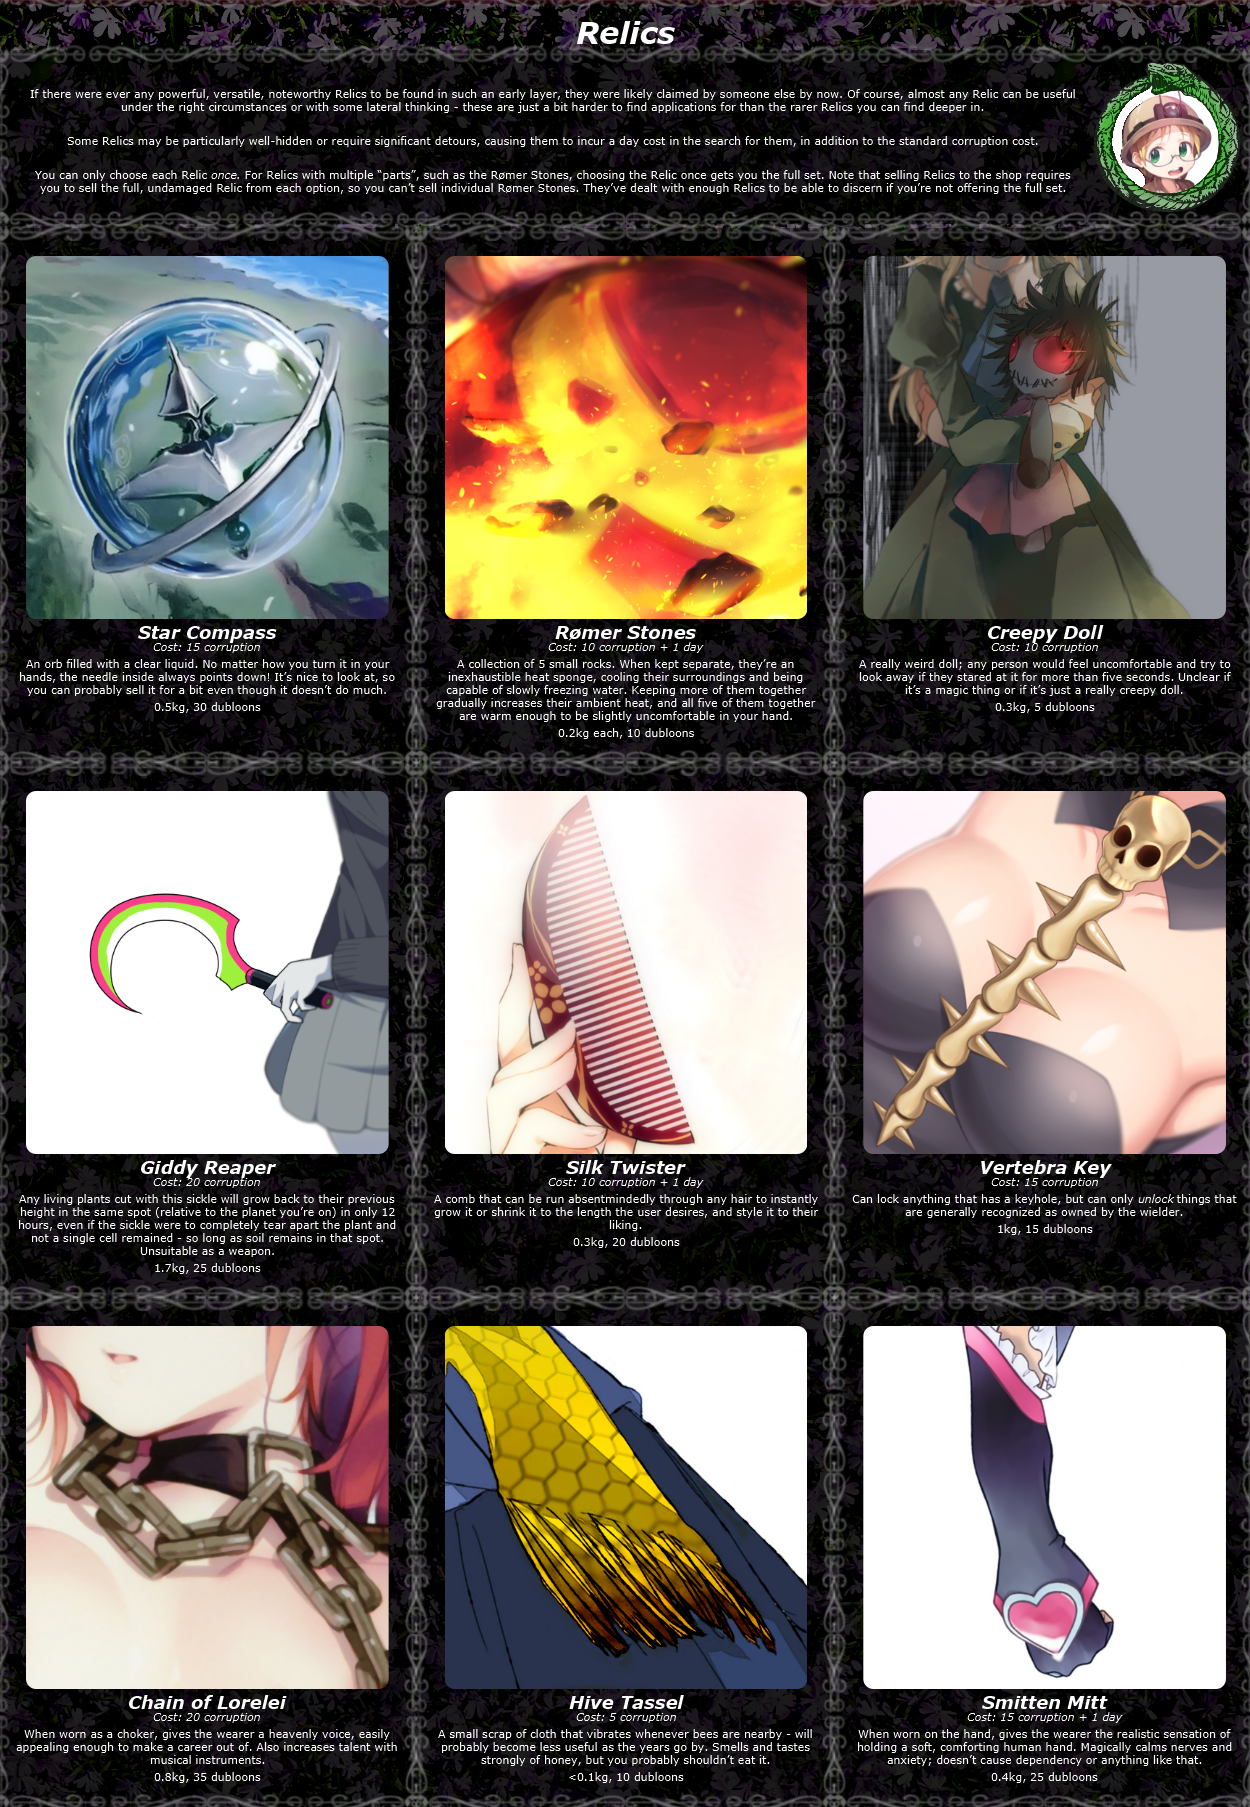 Relics
If there were ever any powerful, versatile, noteworthy Relics to be found in such an early layer, they were likely claimed by someone else by now. Of course, almost any Relic can be useful
under the right circumstances or with some lateral thinking - these are just a bit harder to find applications for than the rarer Relics you can find deeper in.
Some Relics may be particularly well-hidden or require significant detours, causing them to incur a day cost in the search for them, in addition to the standard corruption cost.
You can only choose each Relic once. For Relics with multiple “parts”, such as the Rømer Stones, choosing the Relic once gets you the full set. Note that selling Relics to the shop requires
you to sell the full, undamaged Relic from each option, so you can’t sell individual Rømer Stones. They’ve dealt with enough Relics to be able to discern if you’re not offering the full set.
Star Compass
Cost: 15 corruption
An orb filled with a clear liquid. No matter how you turn it in your
hands, the needle inside always points down! It’s nice to look at, so
you can probably sell it for a bit even though it doesn’t do much.
0.5kg, 30 dubloons
Rømer Stones
Cost: 10 corruption + 1 day
A collection of 5 small rocks. When kept separate, they’re an
inexhaustible heat sponge, cooling their surroundings and being
capable of slowly freezing water. Keeping more of them together
gradually increases their ambient heat, and all five of them together
are warm enough to be slightly uncomfortable in your hand.
0.2kg each, 10 dubloons
Creepy Doll
Cost: 10 corruption
A really weird doll; any person would feel uncomfortable and try to
look away if they stared at it for more than five seconds. Unclear if
it’s a magic thing or if it’s just a really creepy doll.
0.3kg, 5 dubloons
Giddy Reaper
Cost: 20 corruption
Any living plants cut with this sickle will grow back to their previous
height in the same spot (relative to the planet you’re on) in only 12
hours, even if the sickle were to completely tear apart the plant and
not a single cell remained - so long as soil remains in that spot.
Unsuitable as a weapon.
1.7kg, 25 dubloons
Silk Twister
Cost: 10 corruption + 1 day
A comb that can be run absentmindedly through any hair to instantly
grow it or shrink it to the length the user desires, and style it to their
liking.
0.3kg, 20 dubloons
Vertebra Key
Cost: 15 corruption
Can lock anything that has a keyhole, but can only unlock things that
are generally recognized as owned by the wielder.
1kg, 15 dubloons
Chain of Lorelei
Cost: 20 corruption
When worn as a choker, gives the wearer a heavenly voice, easily
appealing enough to make a career out of. Also increases talent with
musical instruments.
0.8kg, 35 dubloons
Hive Tassel
Cost: 5 corruption
A small scrap of cloth that vibrates whenever bees are nearby - will
probably become less useful as the years go by. Smells and tastes
strongly of honey, but you probably shouldn’t eat it.
<0.1kg, 10 dubloons
Smitten Mitt
Cost: 15 corruption + 1 day
When worn on the hand, gives the wearer the realistic sensation of
holding a soft, comforting human hand. Magically calms nerves and
anxiety; doesn’t cause dependency or anything like that.
0.4kg, 25 dubloons